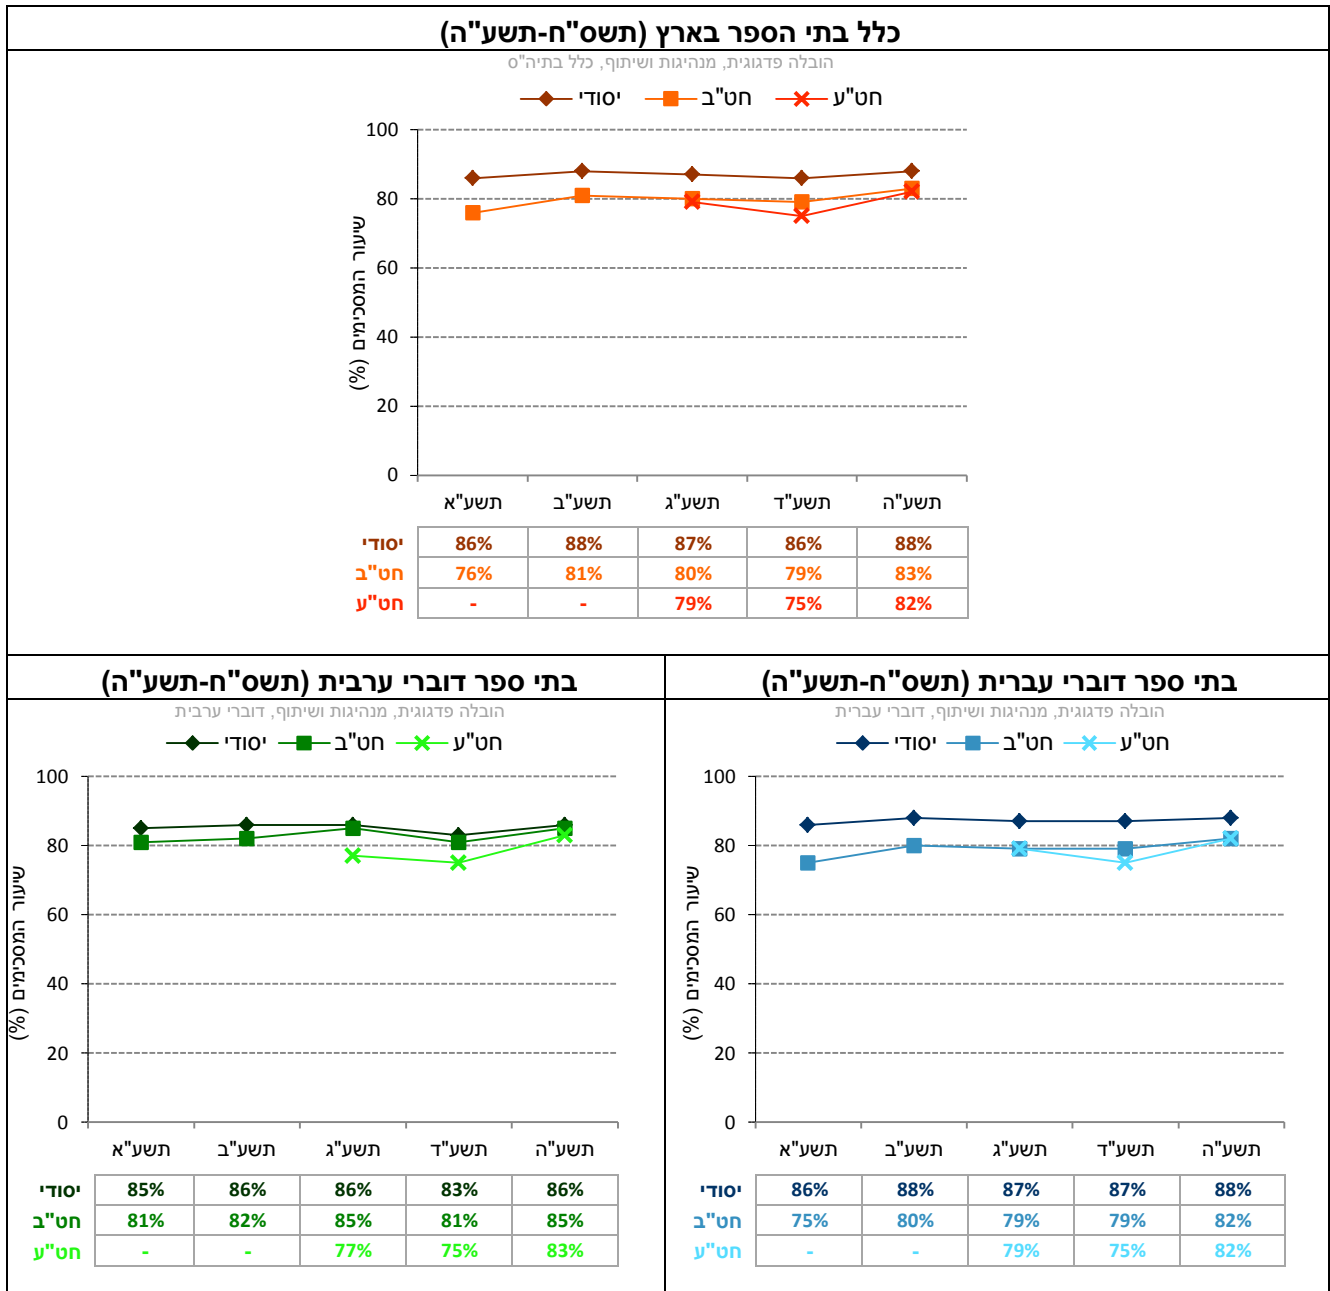 כלל בתי הספר בארץ (תשס"ח-תשע"ה)
הובלה פדגוגית, מנהיגות ושיתוף, כלל בתיה"ס
יסודי חט"ב חט"ע
שיעור המסכימים (%)
100
80
60
40
20
0
תשע"א תשע"ב תשע"ג תשע"ד תשע"ה
יסודי 86% 88% 87% 86% 88%
חט"ב 76% 81% 80% 79% 83%
חט"ע - - 79% 75% 82%
בתי ספר דוברי עברית (תשס"ח-תשע"ה)
הובלה פדגוגית, מנהיגות ושיתוף, דוברי עברית
יסודי חט"ב חט"ע
שיעור המסכימים (%)
100
80
60
40
20
0
תשע"א תשע"ב תשע"ג תשע"ד תשע"ה
יסודי 86% 88% 87% 87% 88%
חט"ב 75% 80% 79% 79% 82%
חט"ע - - 79% 75% 82%
בתי ספר דוברי ערבית (תשס"ח-תשע"ה)
הובלה פדגוגית, מנהיגות ושיתוף, דוברי ערבית
יסודי חט"ב חט"ע
שיעור המסכימים (%)
100
80
60
40
20
0
תשע"א תשע"ב תשע"ג תשע"ד תשע"ה
יסודי 85% 86% 86% 83% 86%
חט"ב 81% 82% 85% 81% 85%
חט"ע - - 77% 75% 83%